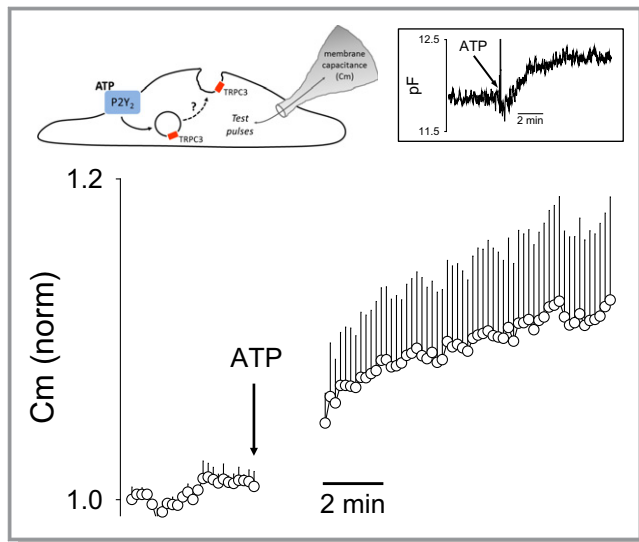 membrane
capacitance
(Cm)
ATP
P2Y2
TRPC3
?
TRPC3
Test
pulses
12.5
ATP
pF
2 min
11.5
1.2
Cm (norm)
ATP
1.0
2 min